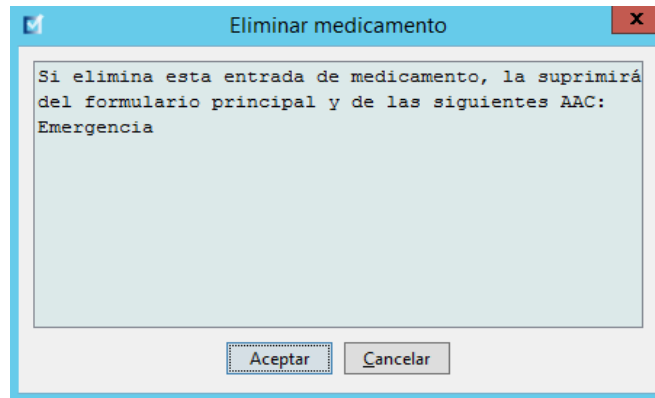 Eliminar medicamento
x
Si elimina esta entrada de medicamento, la suprimirá
del formulario principal y de las siguientes AAC:
Emergencia
Aceptar Cancelar